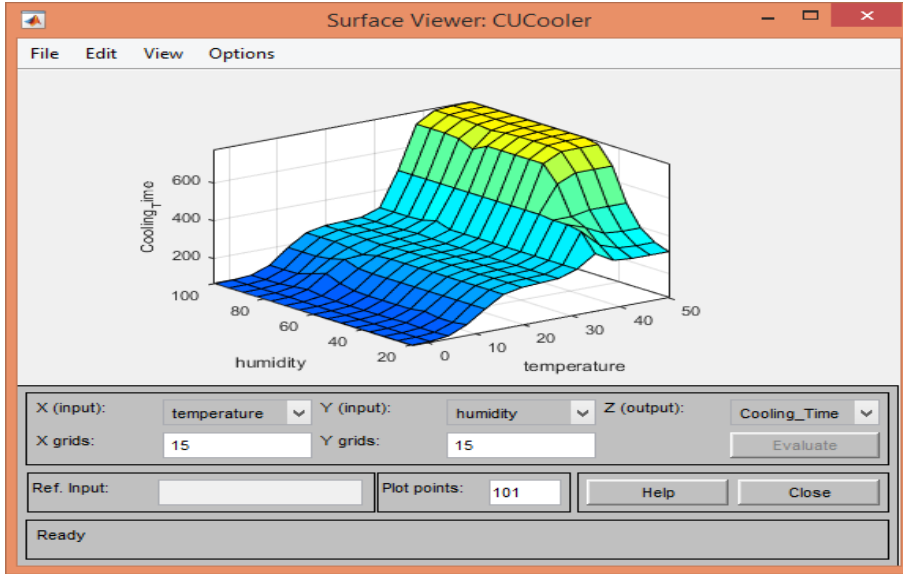 Surface Viewer: CUCooler
File Edit View Options
Cooling_Time
600
400
200
100
80
60
40
20
humidity
0
10
20
30
40
50
temperature
X (input): temperature Y (input): humidity Z (output): Cooling_Time
X grids: 15 Y grids: 15 Evaluate
Ref. Input: Plot points: 101 Help Close
Ready